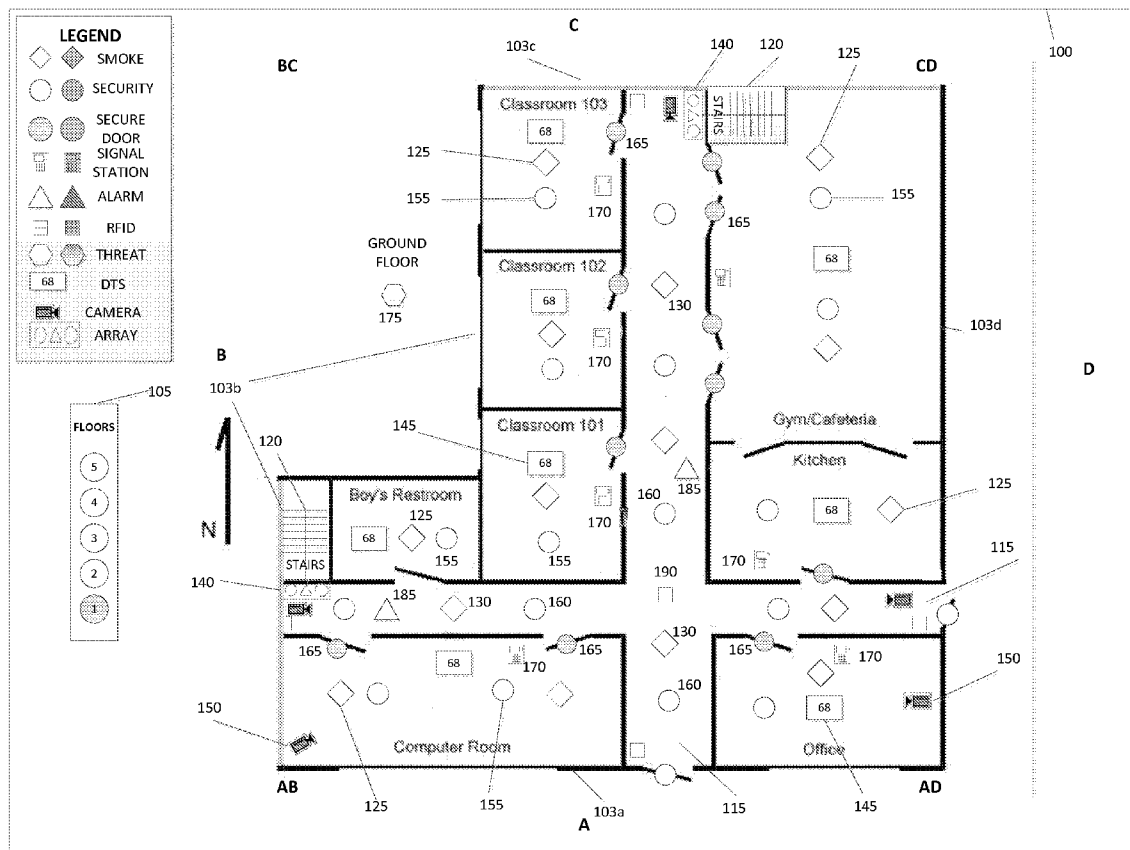 LEGEND
SMOKE
SECURITY
SECURE
DOOR
SIGNAL
STATION
ALARM
RFID
THREAT
68 DTS
CAMERA
ARRAY
C
BC
CD
103c
140
120
125
100
Classroom 103
STAIRS
68
165
125
155
170
155
165
GROUND
FLOOR
175
Classroom 102
68
130
68
103d
170
B
D
103b
105
FLOORS
5
4
3
2
1
120
145
Classroom 101
68
Gym/Cafeteria
Kitchen
N
Boy's Restroom
125
68
155
170
160
185
68
125
155
170
115
STAIRS
140
185
130
160
190
165
165
130
165
170
68
170
150
160
68
150
Computer Room
Office
AB
125
155
103a
A
115
145
AD